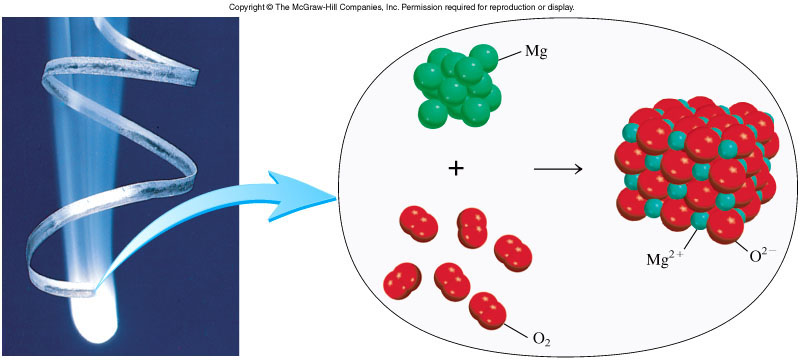 Copyright © The McGraw-Hill Companies, Inc. Permission required for reproduction or display.
Mg
+
→
Mg²⁺
O²⁻
O₂